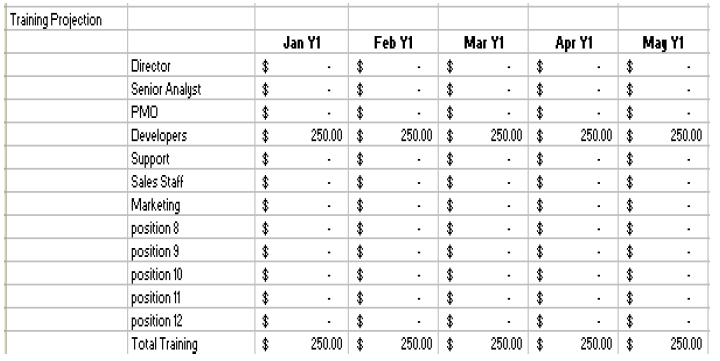 Training Projection
Jan Y1 Feb Y1 Mar Y1 Apr Y1 May Y1
Director $ - $ - $ - $ - $ -
Senior Analyst $ - $ - $ - $ - $ -
PMO $ - $ - $ - $ - $ -
Developers $ 250.00 $ 250.00 $ 250.00 $ 250.00 $ 250.00
Support $ - $ - $ - $ - $ -
Sales Staff $ - $ - $ - $ - $ -
Marketing $ - $ - $ - $ - $ -
position 8 $ - $ - $ - $ - $ -
position 9 $ - $ - $ - $ - $ -
position 10 $ - $ - $ - $ - $ -
position 11 $ - $ - $ - $ - $ -
position 12 $ - $ - $ - $ - $ -
Total Training $ 250.00 $ 250.00 $ 250.00 $ 250.00 $ 250.00